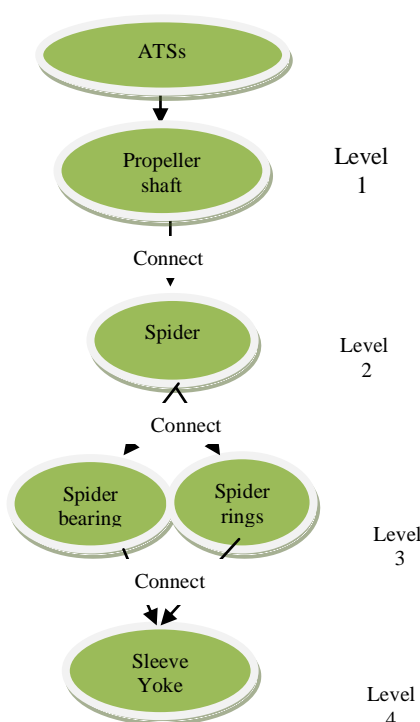 ATSs
Propeller
shaft
Level
1
Connect
Spider
Level
2
Connect
Spider
bearing
Spider
rings
Level
3
Connect
Sleeve
Yoke
Level
4